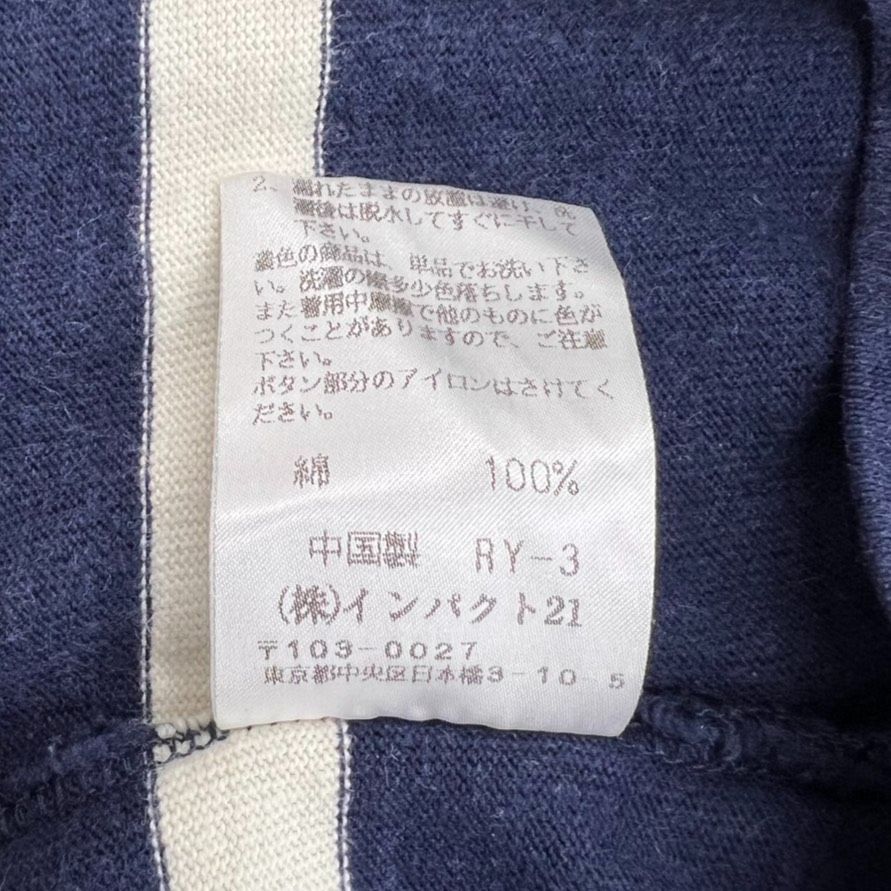 2、濡れたままの放置は避け、洗
濯後は脱水してすぐに干して
下さい。
濃色の商品は、単品でお洗い下さ
い。洗濯の際多少色落ちします。
また着用中摩擦で他のものに色が
つくことがありますので、ご注意
下さい。
ボタン部分のアイロンはさけてく
ださい。
綿 100%
中国製 RY-3
(株)インパクト21
〒103-0027
東京都中央区日本橋3-10-5